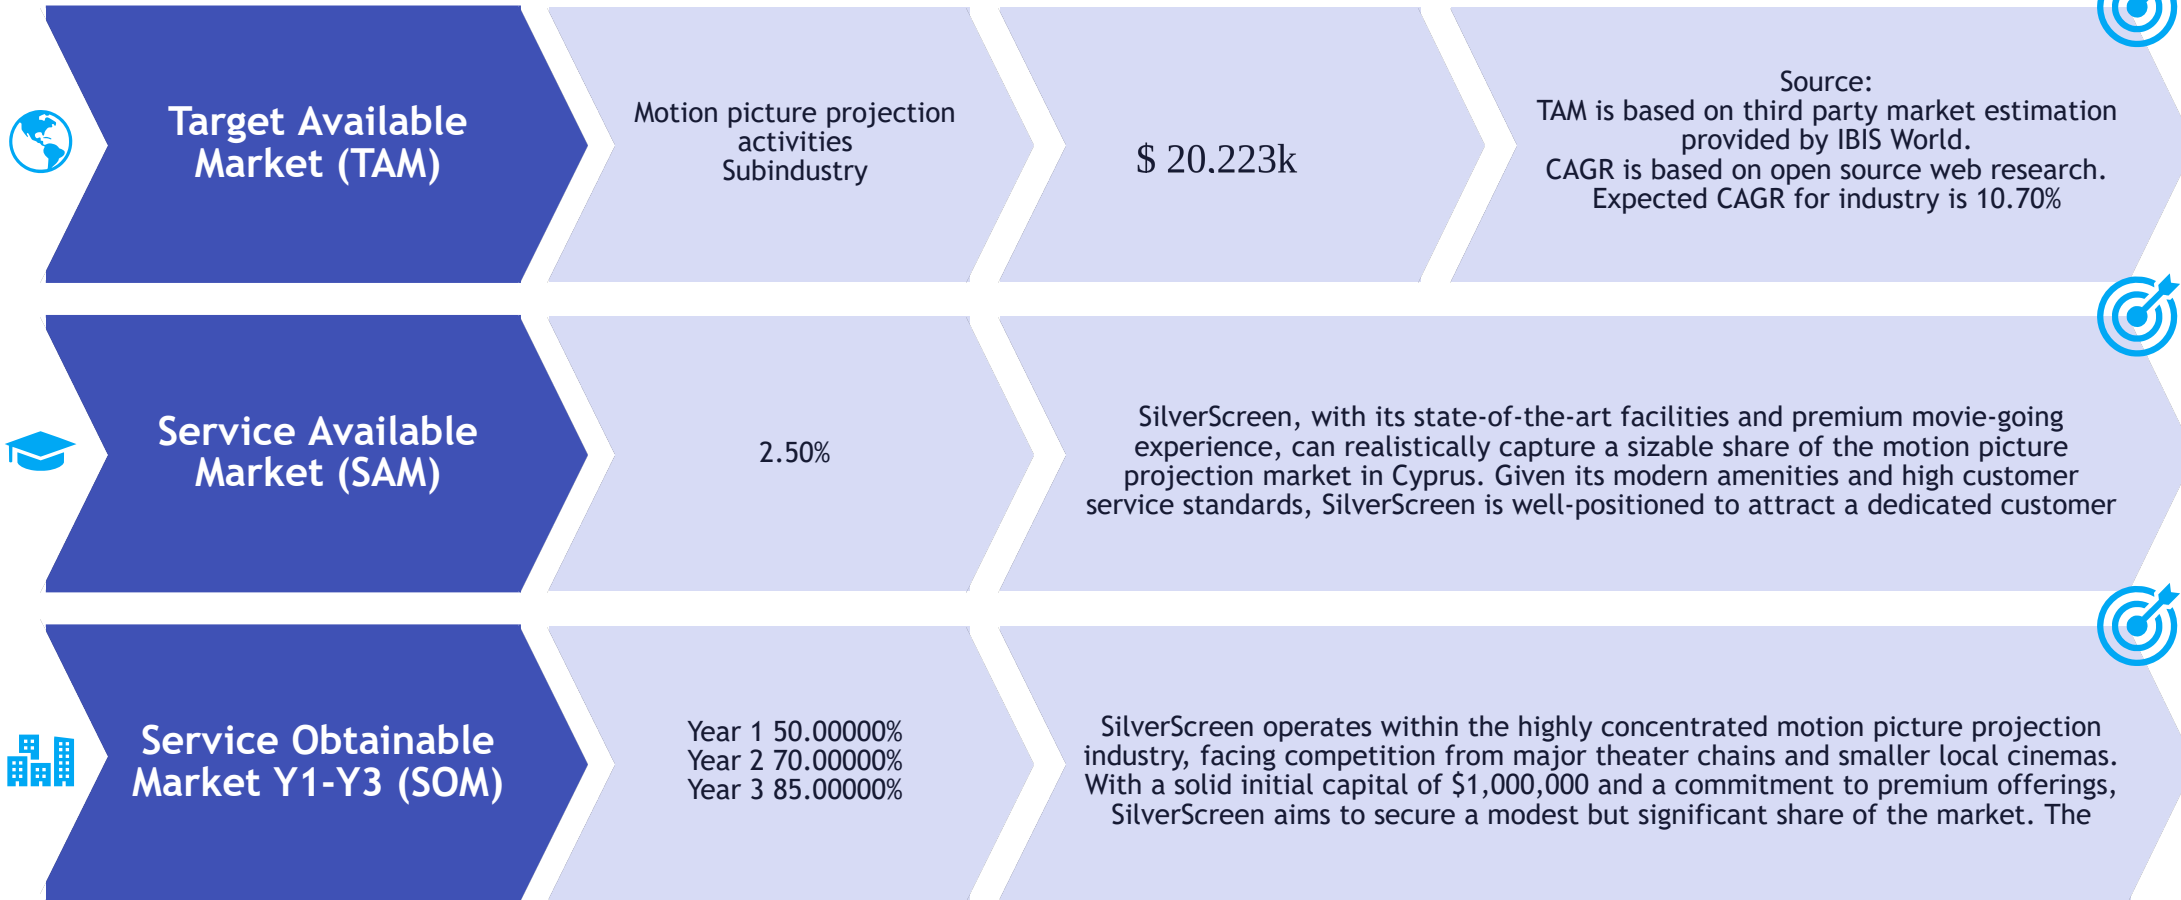 Target Available
Market (TAM)
Motion picture projection
activities
Subindustry
$ 20.223k
Source:
TAM is based on third party market estimation
provided by IBIS World.
CAGR is based on open source web research.
Expected CAGR for industry is 10.70%
Service Available
Market (SAM)
2.50%
SilverScreen, with its state-of-the-art facilities and premium movie-going
experience, can realistically capture a sizable share of the motion picture
projection market in Cyprus. Given its modern amenities and high customer
service standards, SilverScreen is well-positioned to attract a dedicated customer
Service Obtainable
Market Y1-Y3 (SOM)
Year 1 50.00000%
Year 2 70.00000%
Year 3 85.00000%
SilverScreen operates within the highly concentrated motion picture projection
industry, facing competition from major theater chains and smaller local cinemas.
With a solid initial capital of $1,000,000 and a commitment to premium offerings,
SilverScreen aims to secure a modest but significant share of the market. The